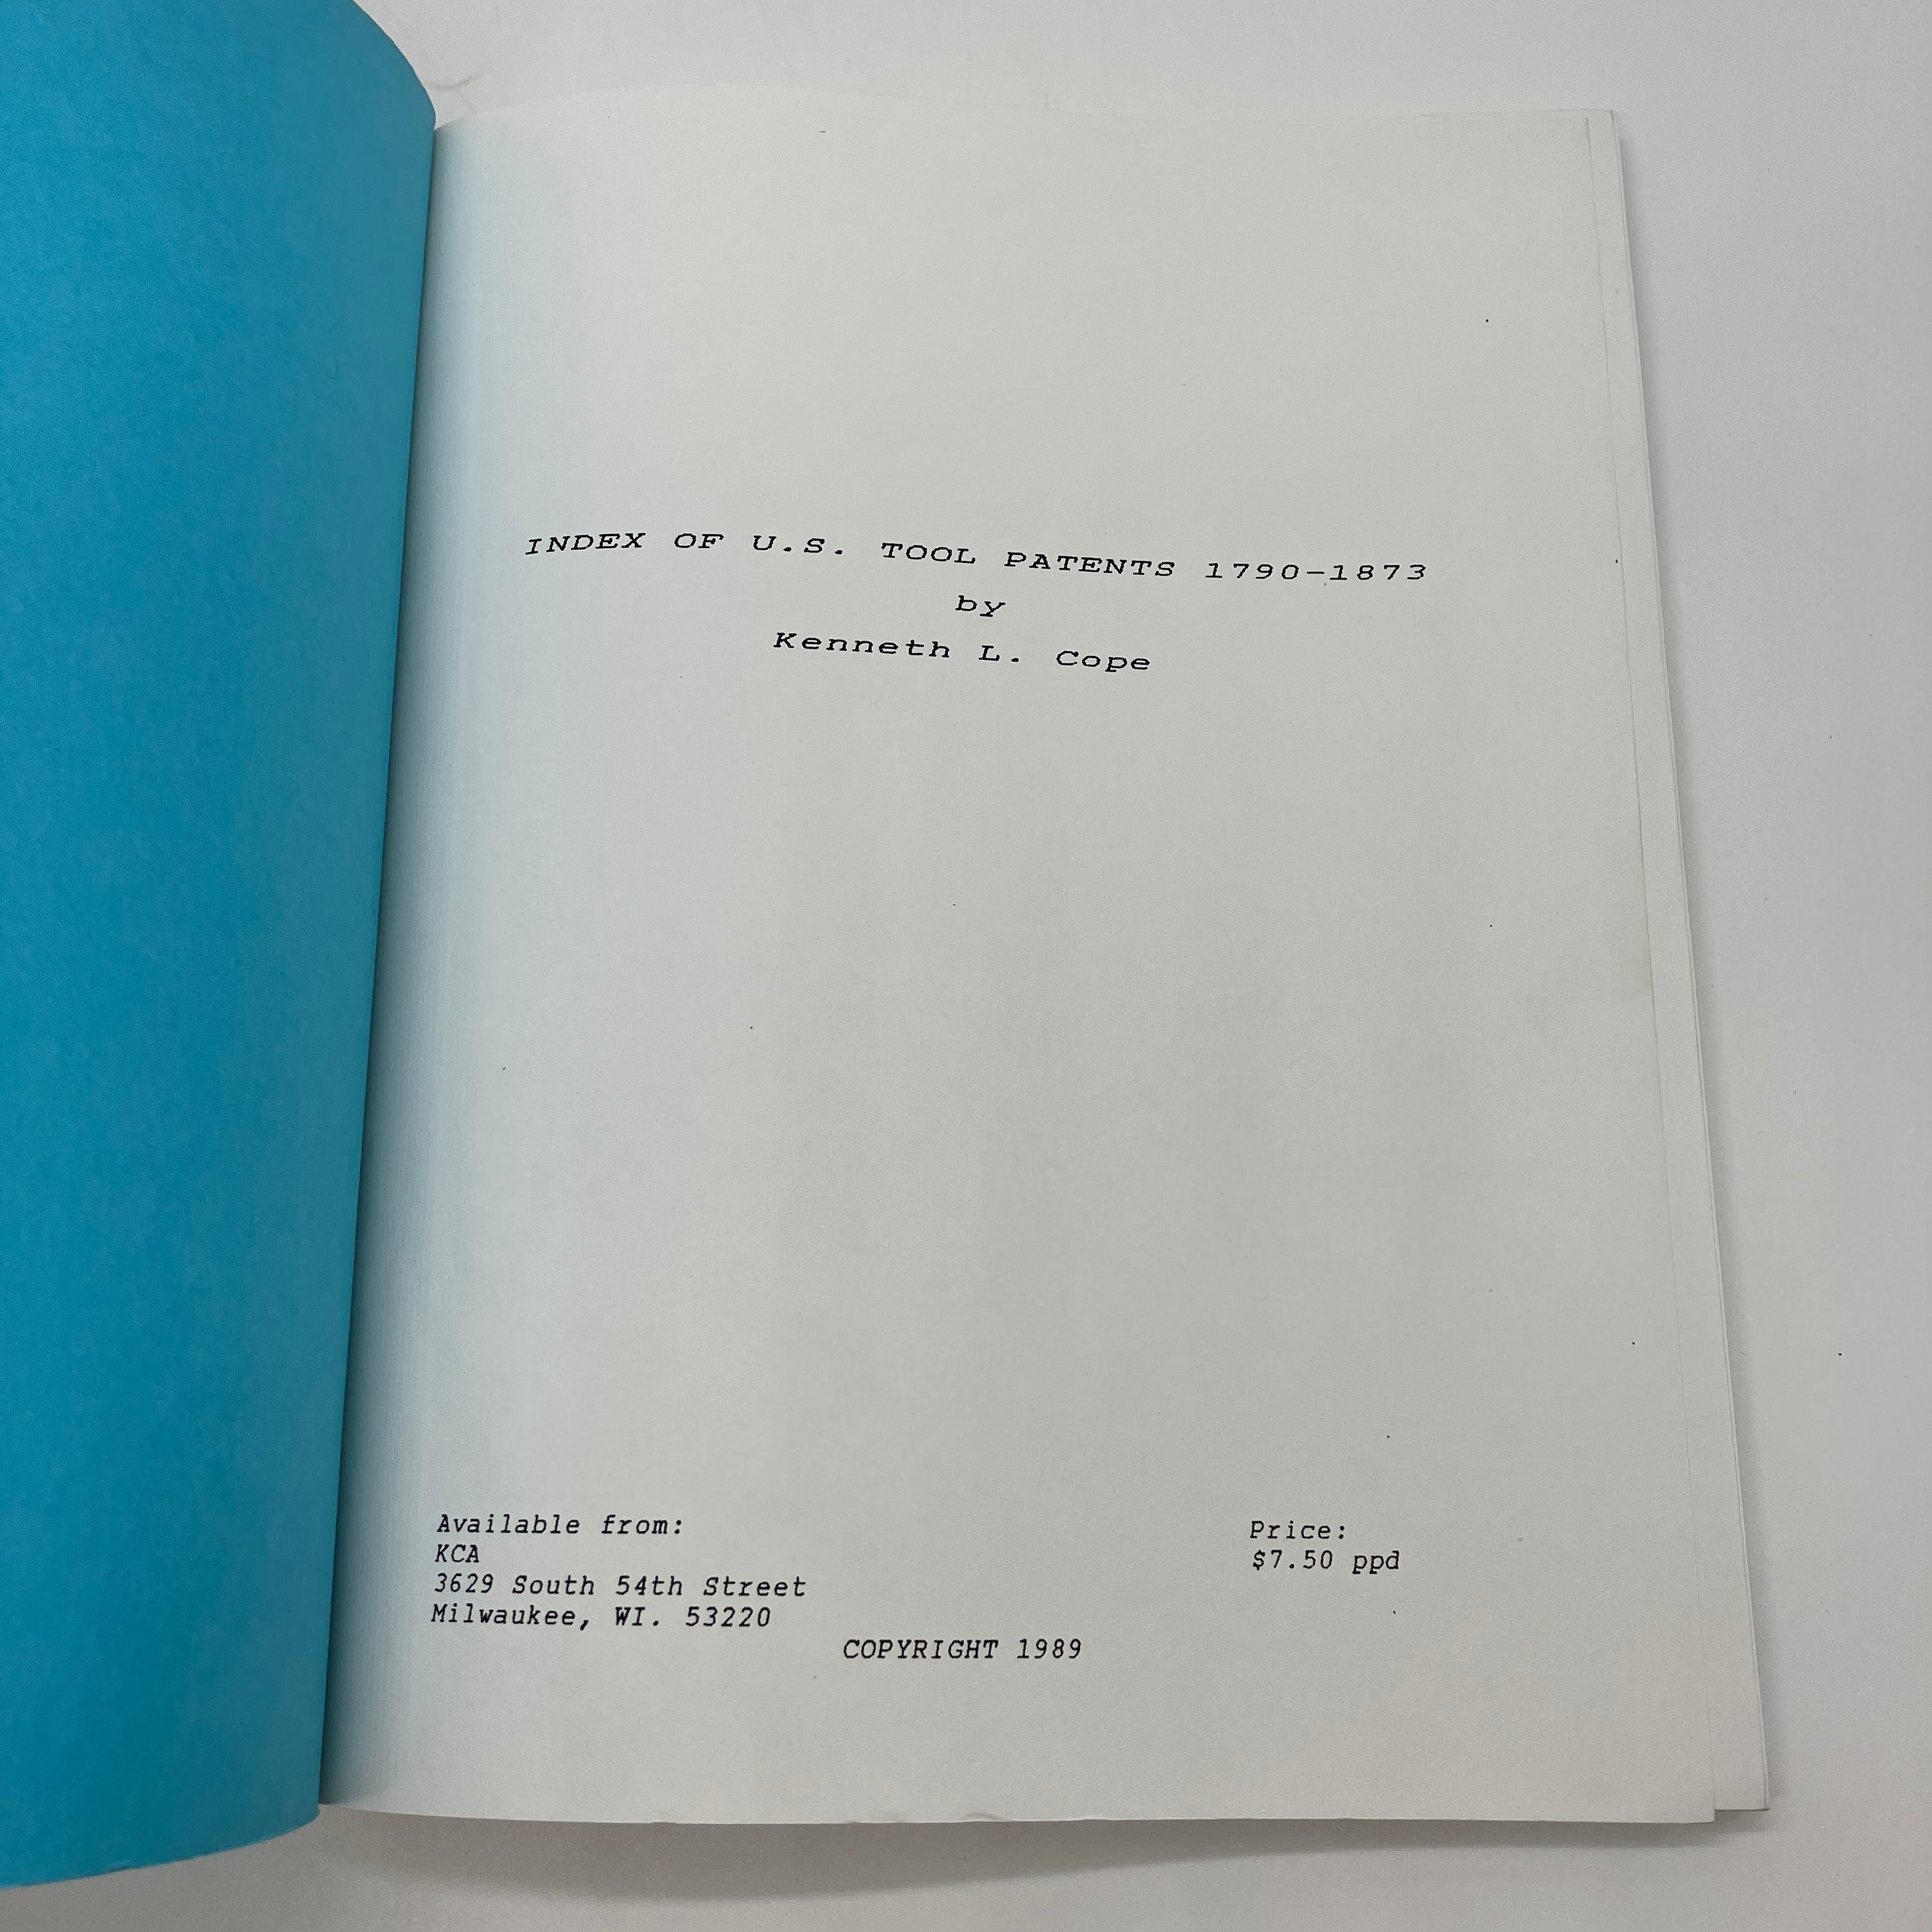 INDEX OF U.S. TOOL PATENTS 1790-1873
by
Kenneth L. Cope
Available from:
KCA
3629 South 54th Street
Milwaukee, WI. 53220
Price:
$7.50 ppd
COPYRIGHT 1989